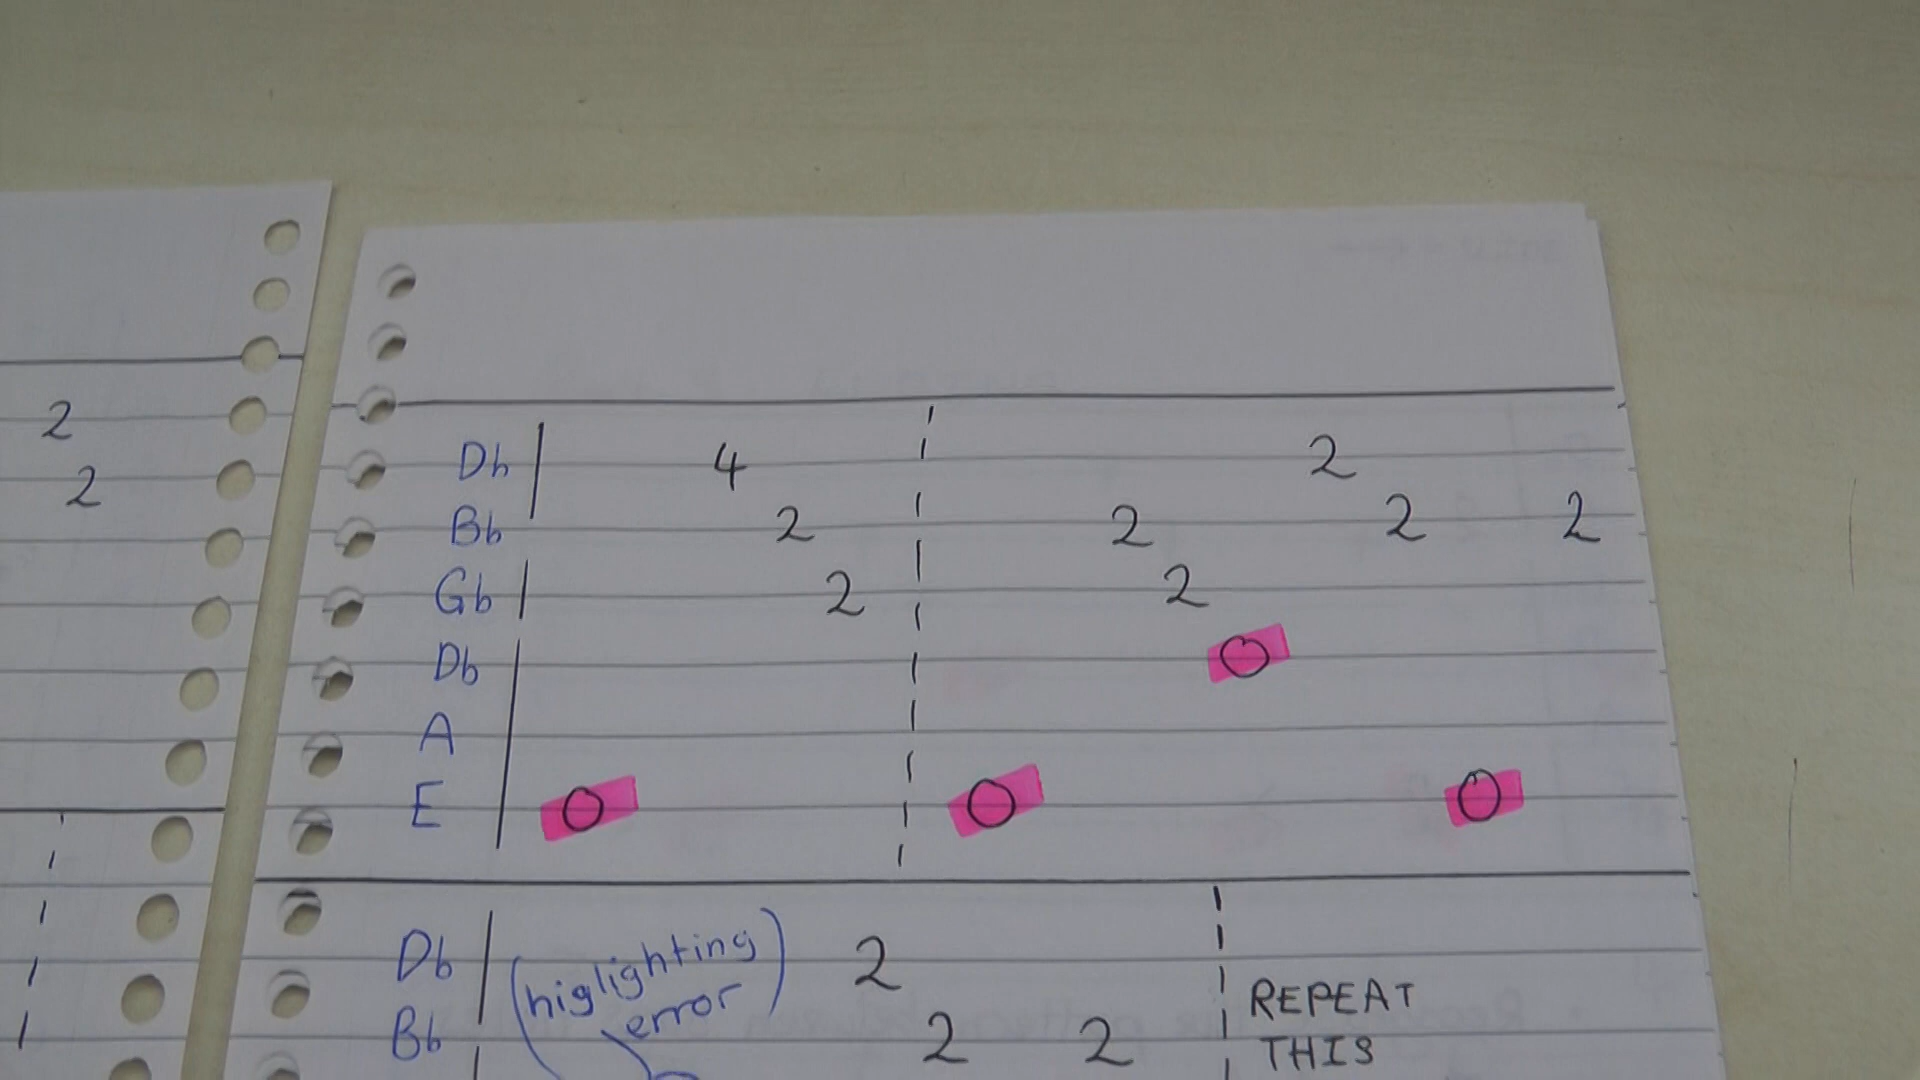 2
2
Db 4 2
Bb 2 2 2 2
Gb 2 2
Db 0
A
E 0 0 0
Db (higlighting 2
error)
Bb 2 2
REPEAT
THIS